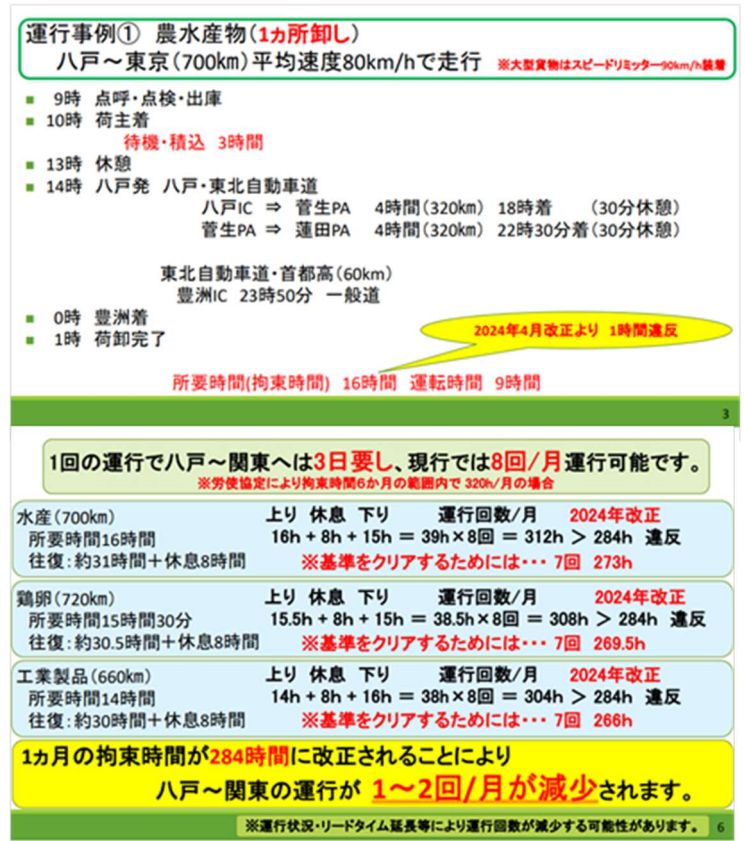 運行事例① 農水産物(1ヵ所卸し)
八戸～東京(700km)平均速度80km/hで走行 ※大型貨物はスピードリミッター90km/h装着
■ 9時 点呼・点検・出庫
■ 10時 荷主着
待機・積込 3時間
■ 13時 休憩
■ 14時 八戸発 八戸・東北自動車道
八戸IC ⇒ 菅生PA 4時間(320km) 18時着 (30分休憩)
菅生PA ⇒ 蓮田PA 4時間(320km) 22時30分着(30分休憩)
東北自動車道・首都高(60km)
豊洲IC 23時50分 一般道
■ 0時 豊洲着
■ 1時 荷卸完了
2024年4月改正より 1時間違反
所要時間(拘束時間) 16時間 運転時間 9時間
3
1回の運行で八戸～関東へは3日要し、現行では8回/月運行可能です。
※労使協定により拘束時間6か月の範囲内で 320h/月の場合
水産(700km) 上り 休息 下り 運行回数/月 2024年改正
所要時間16時間 16h + 8h + 15h = 39h×8回 = 312h > 284h 違反
往復:約31時間+休息8時間 ※基準をクリアするためには・・・ 7回 273h
鶏卵(720km) 上り 休息 下り 運行回数/月 2024年改正
所要時間15時間30分 15.5h + 8h + 15h = 38.5h×8回 = 308h > 284h 違反
往復:約30.5時間+休息8時間 ※基準をクリアするためには・・・ 7回 269.5h
工業製品(660km) 上り 休息 下り 運行回数/月 2024年改正
所要時間14時間 14h + 8h + 16h = 38h×8回 = 304h > 284h 違反
往復:約30時間+休息8時間 ※基準をクリアするためには・・・ 7回 266h
1ヵ月の拘束時間が284時間に改正されることにより
八戸～関東の運行が 1～2回/月が減少されます。
※運行状況・リードタイム延長等により運行回数が減少する可能性があります。 6